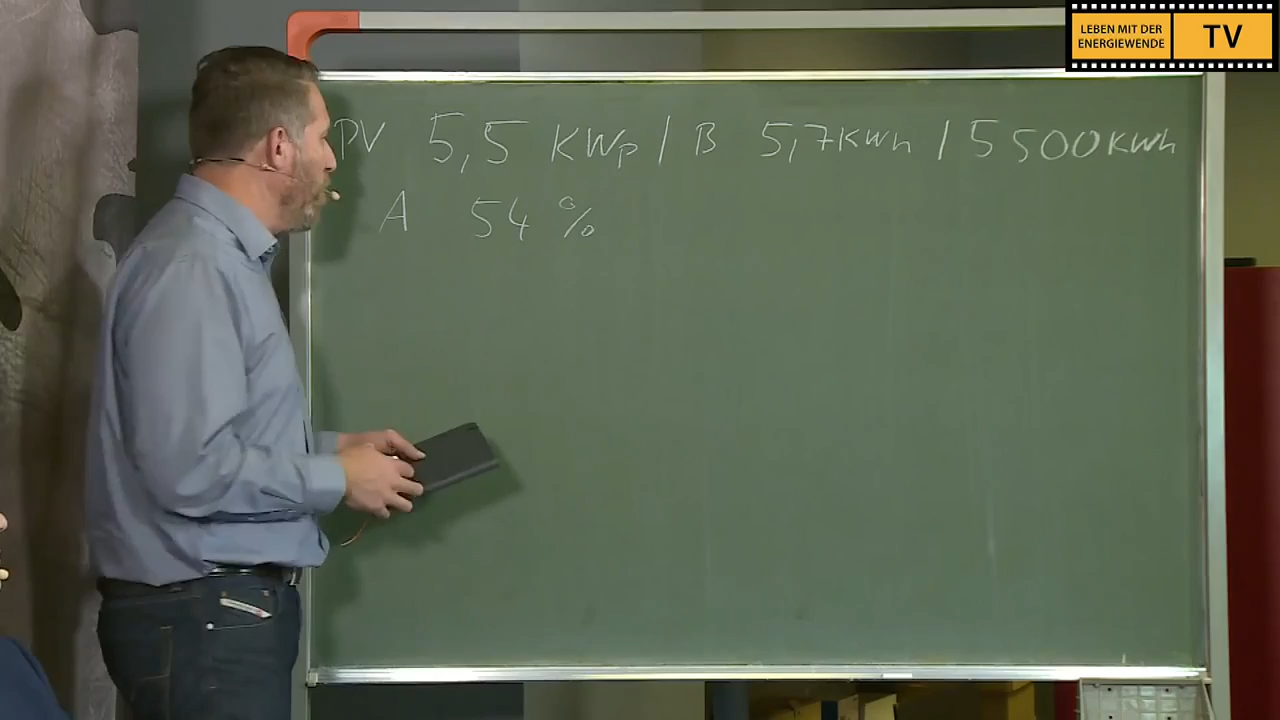 LEBEN MIT DER
ENERGIEWENDE
TV
PV 5,5 KWp / B 5,7KWh / 5500KWh
A 54 %